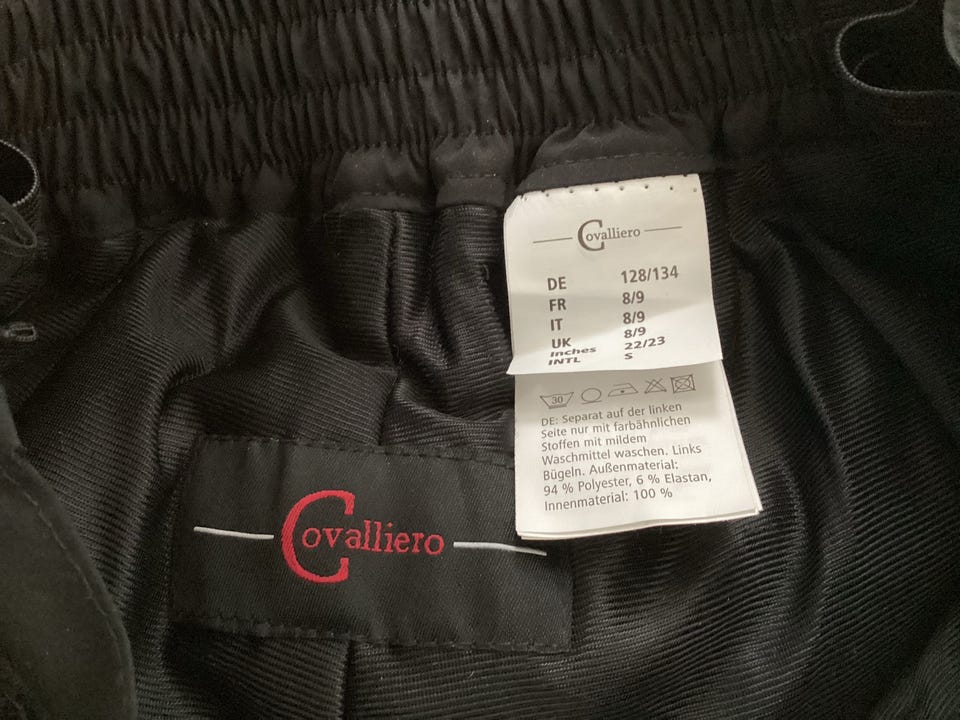 Covalliero
DE 128/134
FR 8/9
IT 8/9
UK 8/9
Inches 22/23
INTL S
30
DE: Separat auf der linken
Seite nur mit farbähnlichen
Stoffen mit mildem
Waschmittel waschen. Links
Bügeln. Außenmaterial:
94 % Polyester, 6 % Elastan,
Innenmaterial: 100 %
Covalliero